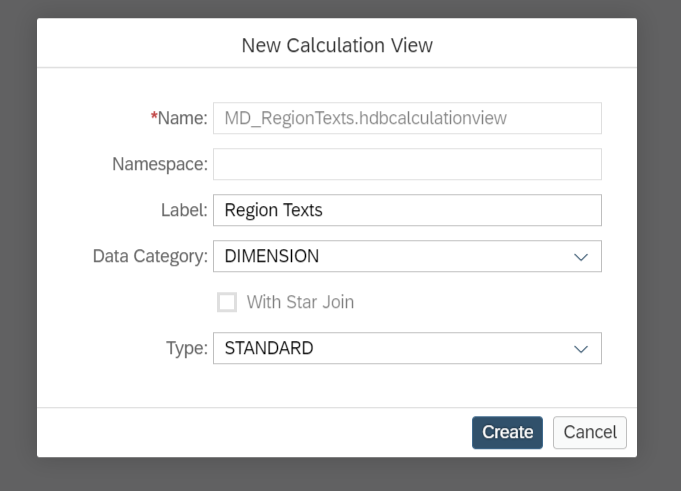 New Calculation View
*Name: MD_RegionTexts.hdbcalculationview
Namespace:
Label: Region Texts
Data Category: DIMENSION
With Star Join
Type: STANDARD
Create Cancel